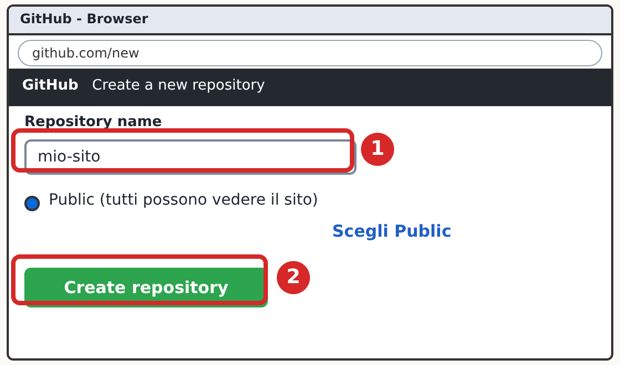 GitHub - Browser
github.com/new
GitHub Create a new repository
Repository name
mio-sito
1
Public (tutti possono vedere il sito)
Scegli Public
Create repository
2